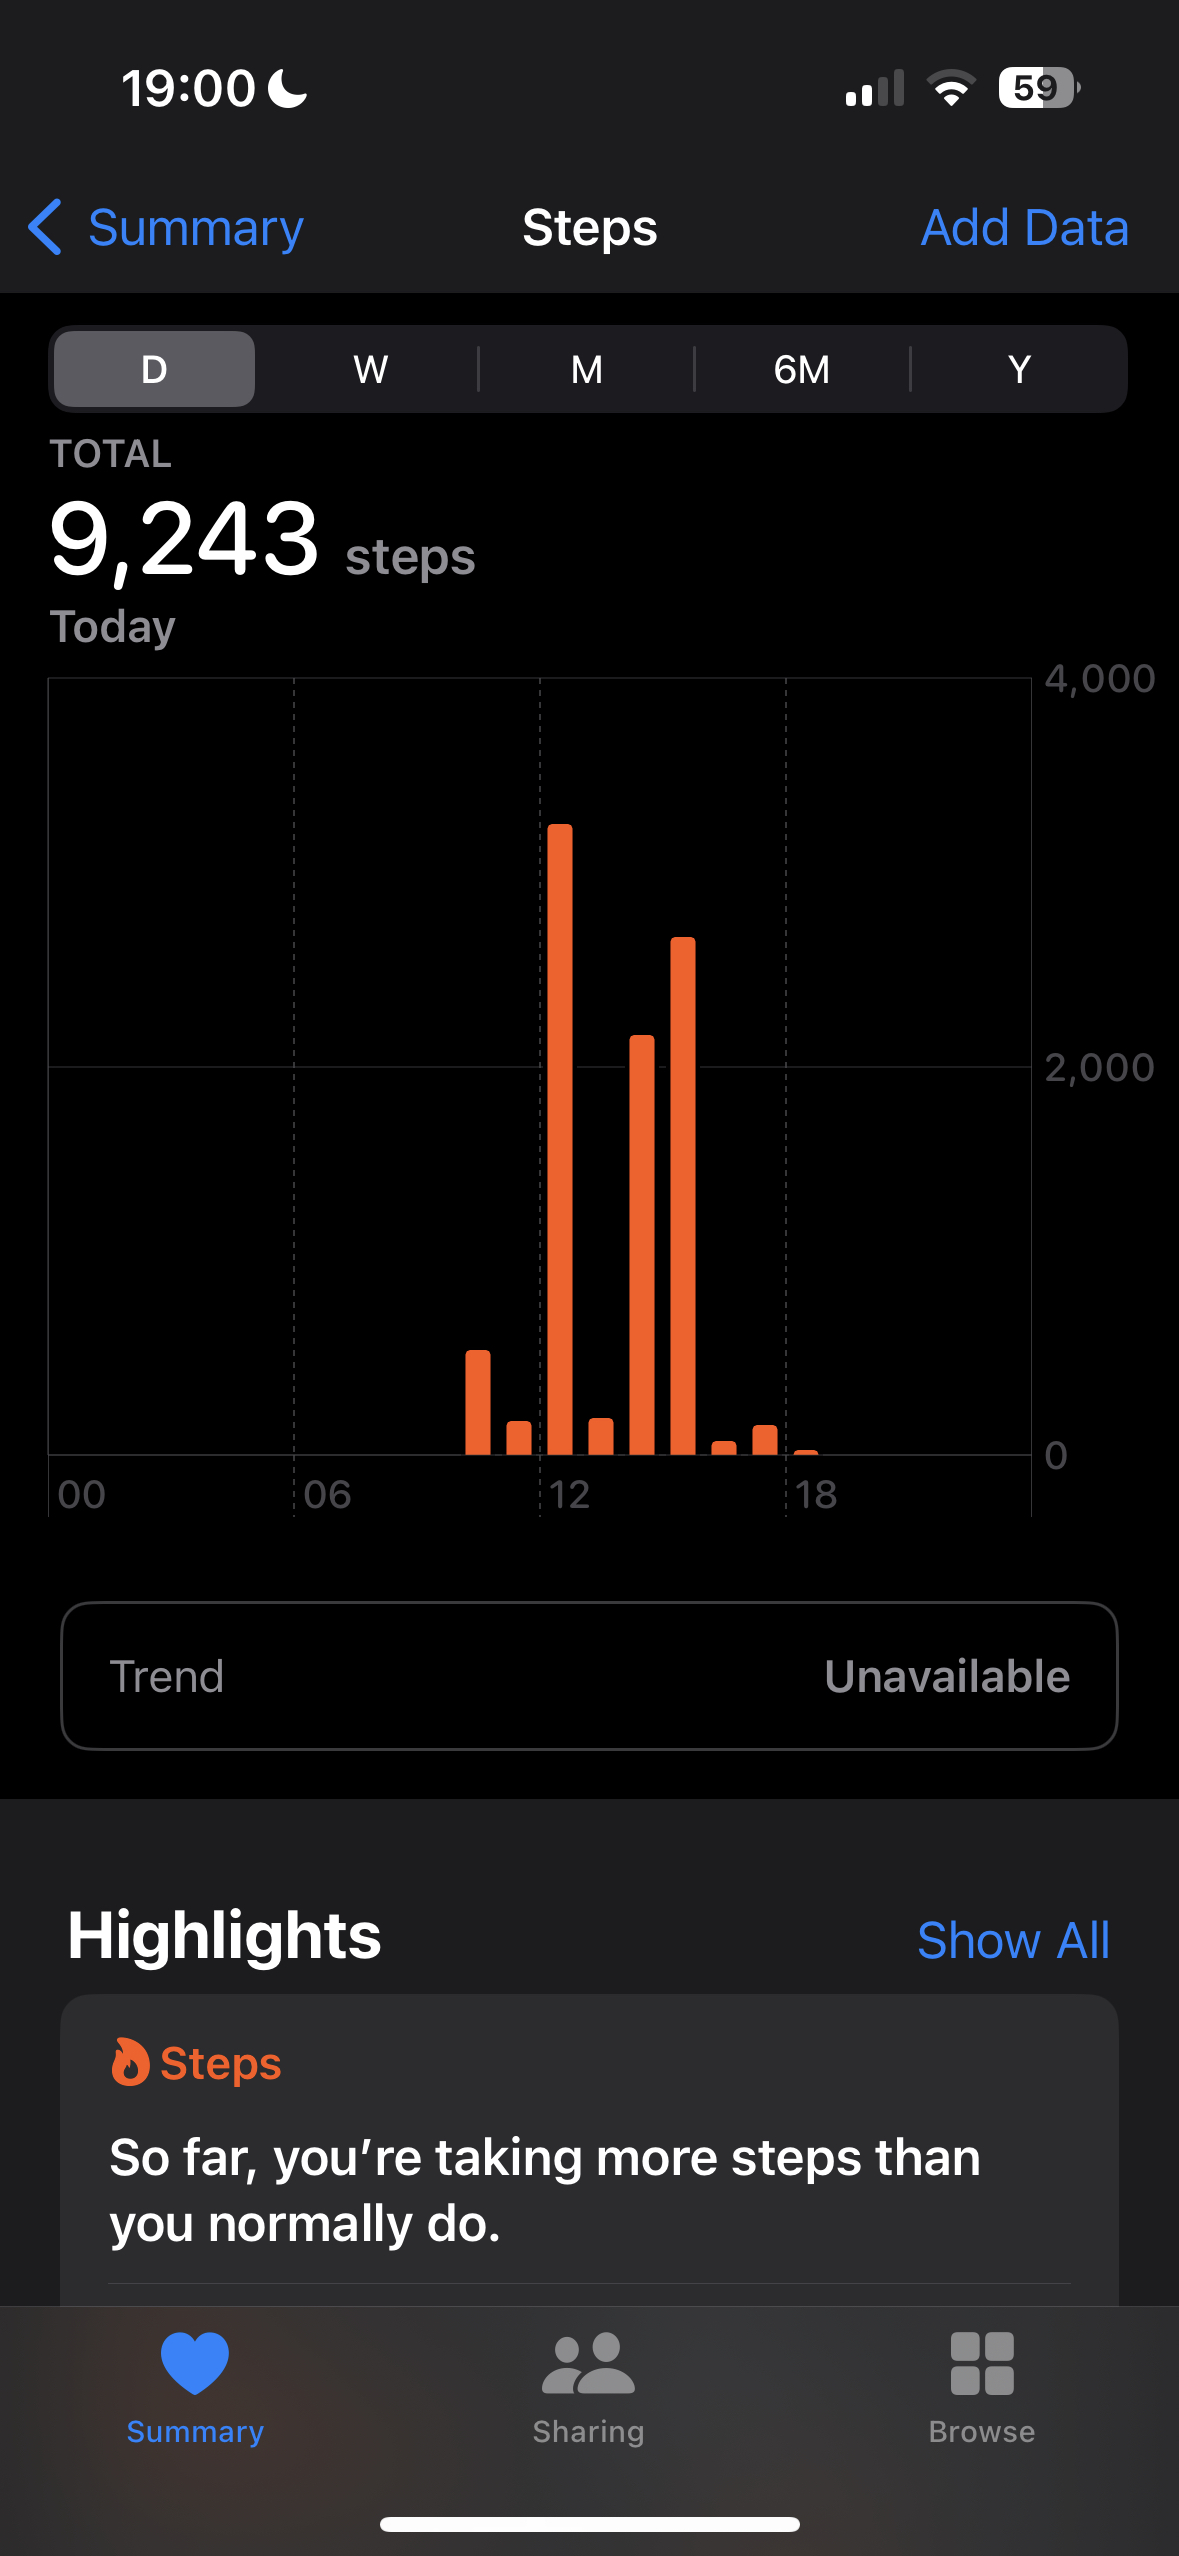 19:00
59
Summary Steps Add Data
D W M 6M Y
TOTAL
9,243 steps
Today
4,000
2,000
0
00 06 12 18
Trend Unavailable
Highlights Show All
Steps
So far, you’re taking more steps than
you normally do.
Summary Sharing Browse